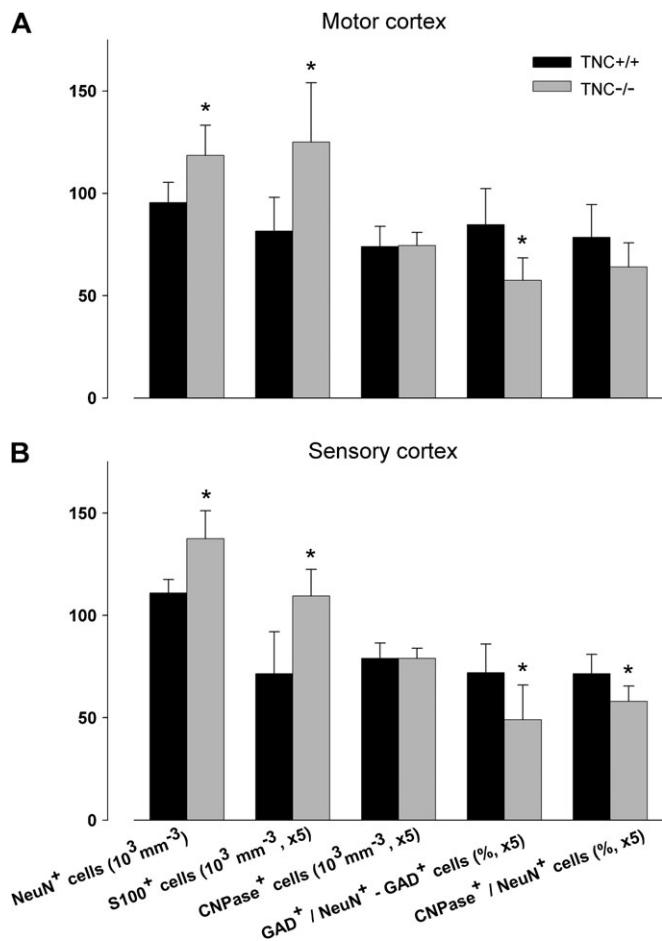 A
Motor cortex
TNC+/+
TNC-/-
150
100
50
0
*
*
*
B
Sensory cortex
150
100
50
0
*
*
*
*
NeuN⁺ cells (10³ mm⁻³)
S100⁺ cells (10³ mm⁻³, x5)
CNPase⁺ cells (10³ mm⁻³, x5)
GAD⁺ / NeuN⁺ - GAD⁺ cells (%, x5)
CNPase⁺ / NeuN⁺ cells (%, x5)